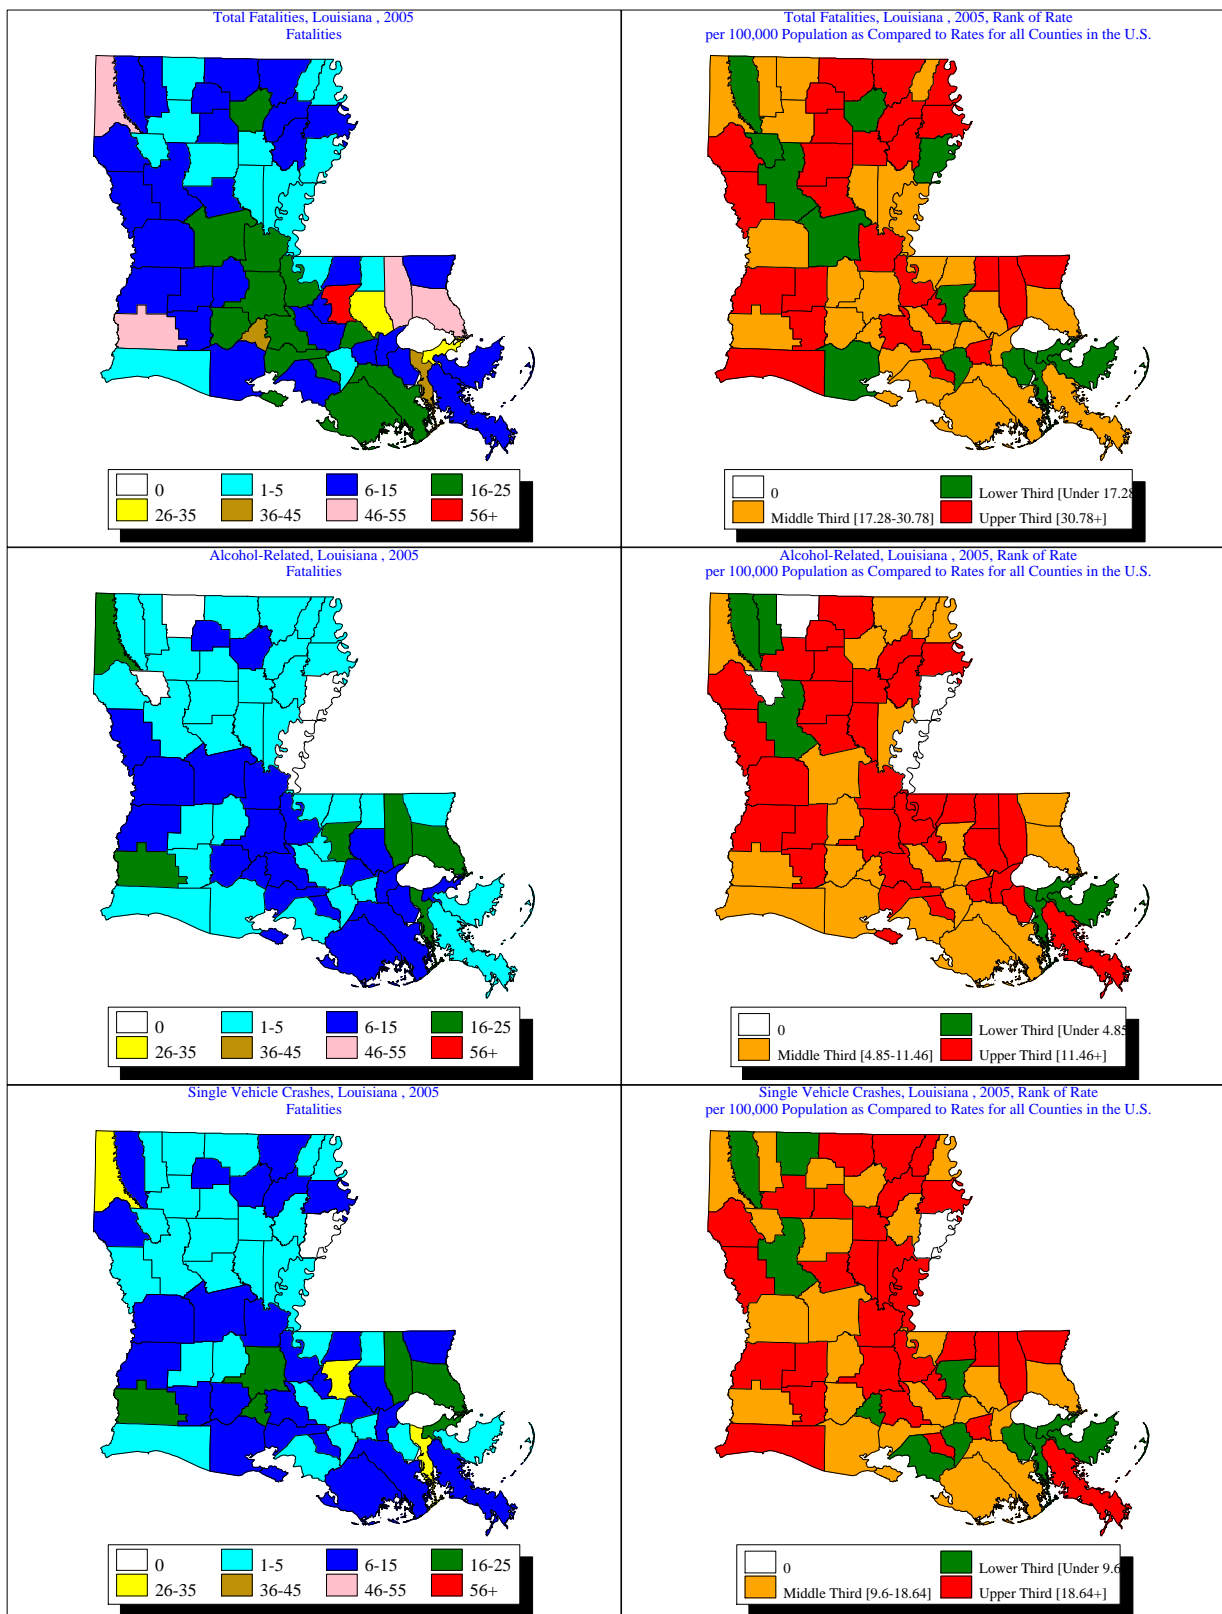 Total Fatalities, Louisiana , 2005
Fatalities
0
1-5
6-15
16-25
26-35
36-45
46-55
56+
Total Fatalities, Louisiana , 2005, Rank of Rate
per 100,000 Population as Compared to Rates for all Counties in the U.S.
0
Lower Third [Under 17.28
Middle Third [17.28-30.78]
Upper Third [30.78+]
Alcohol-Related, Louisiana , 2005
Fatalities
0
1-5
6-15
16-25
26-35
36-45
46-55
56+
Alcohol-Related, Louisiana , 2005, Rank of Rate
per 100,000 Population as Compared to Rates for all Counties in the U.S.
0
Lower Third [Under 4.85
Middle Third [4.85-11.46]
Upper Third [11.46+]
Single Vehicle Crashes, Louisiana , 2005
Fatalities
0
1-5
6-15
16-25
26-35
36-45
46-55
56+
Single Vehicle Crashes, Louisiana , 2005, Rank of Rate
per 100,000 Population as Compared to Rates for all Counties in the U.S.
0
Lower Third [Under 9.6
Middle Third [9.6-18.64]
Upper Third [18.64+]